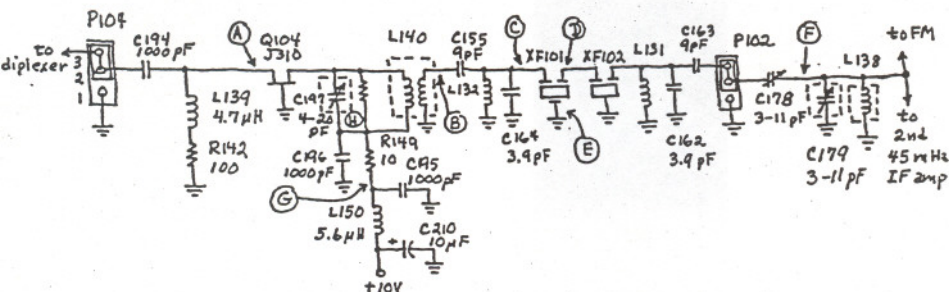 P104
to
diplexer
3
2
1
C194
1000pF
A
Q104
J310
L139
4.7μH
R142
100
C197
4-20
pF
H
C196
1000pF
G
L140
B
R149
10
C195
1000pF
L150
5.6μH
C210
10μF
+
+10V
C155
9pF
L132
C
C164
3.9pF
XF101
D
E
XF102
L131
C163
9pF
C162
3.9pF
P102
C178
3-11pF
F
C179
3-11pF
L138
to FM
to
2nd
45 mHz
IF amp